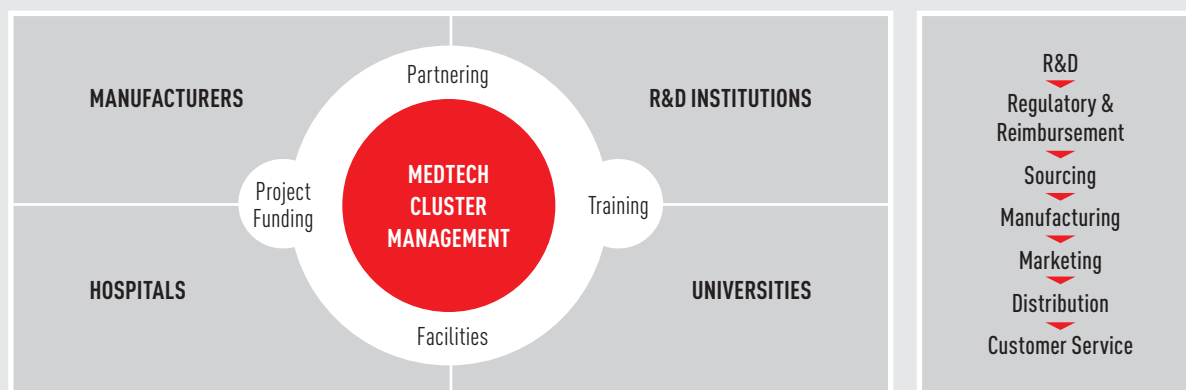 MANUFACTURERS
Partnering
R&D INSTITUTIONS
Project
Funding
MEDTECH
CLUSTER
MANAGEMENT
Training
HOSPITALS
Facilities
UNIVERSITIES
R&D
Regulatory &
Reimbursement
Sourcing
Manufacturing
Marketing
Distribution
Customer Service